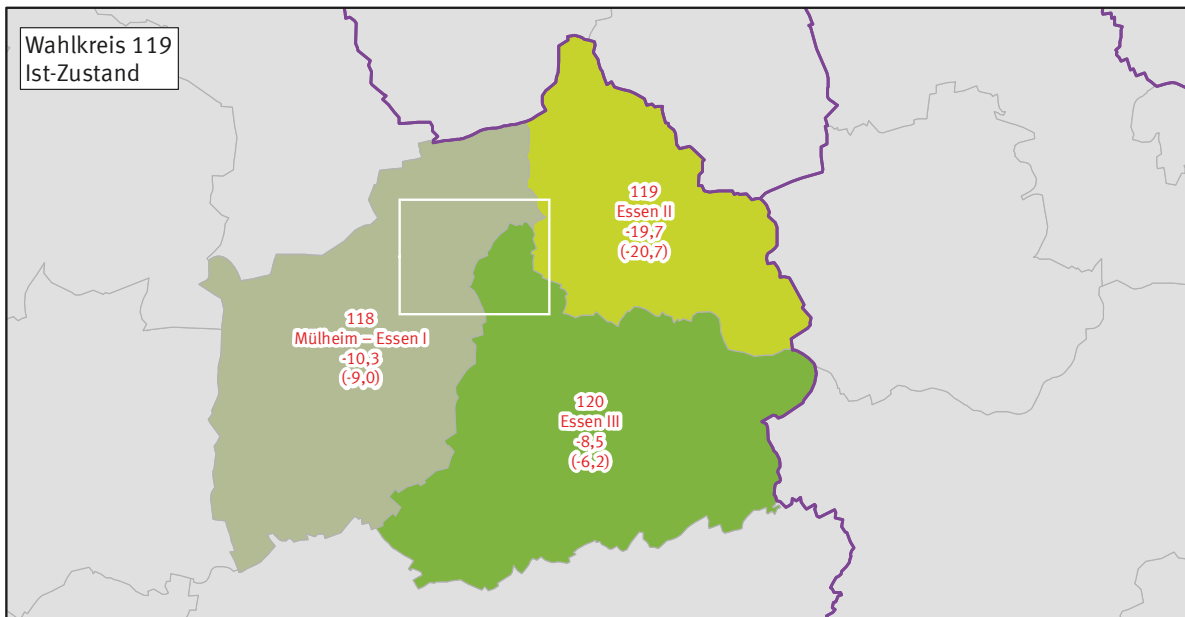 Wahlkreis 119
Ist-Zustand
119
Essen II
-19,7
(-20,7)
118
Mülheim – Essen I
-10,3
(-9,0)
120
Essen III
-8,5
(-6,2)